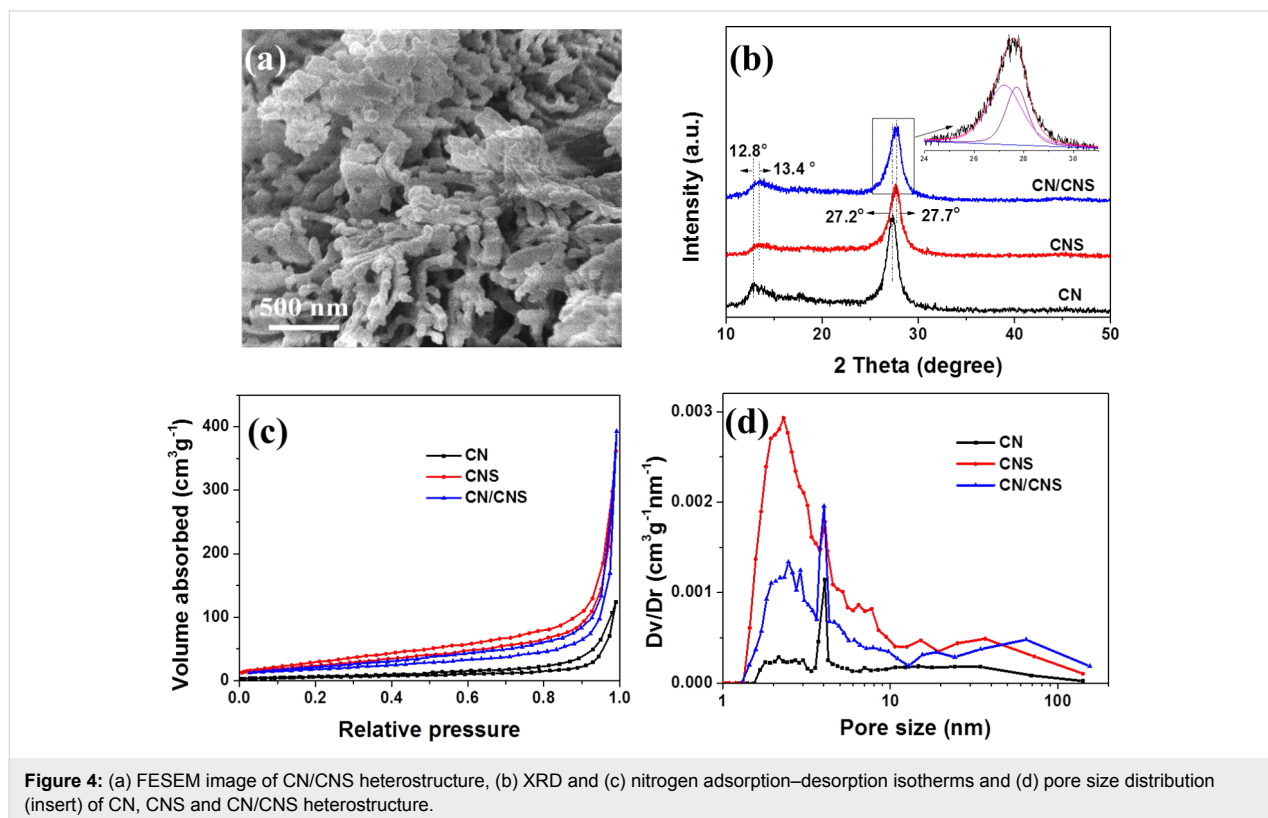 (a)
500 nm
(b)
Intensity (a.u.)
12.8°
13.4 °
27.2°
27.7°
CN/CNS
CNS
CN
24 26 28 30
10 20 30 40 50
2 Theta (degree)
(c)
Volume absorbed (cm³g⁻¹)
400
300
200
100
0
CN
CNS
CN/CNS
0.0 0.2 0.4 0.6 0.8 1.0
Relative pressure
(d)
Dv/Dr (cm³g⁻¹nm⁻¹)
0.003
0.002
0.001
0.000
CN
CNS
CN/CNS
1 10 100
Pore size (nm)
Figure 4: (a) FESEM image of CN/CNS heterostructure, (b) XRD and (c) nitrogen adsorption–desorption isotherms and (d) pore size distribution
(insert) of CN, CNS and CN/CNS heterostructure.